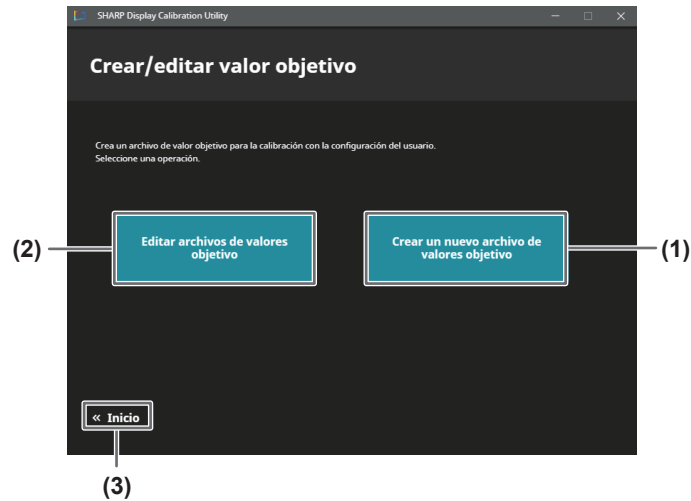 SHARP Display Calibration Utility
Crear/editar valor objetivo
Crea un archivo de valor objetivo para la calibración con la configuración del usuario.
Seleccione una operación.
(2)
Editar archivos de valores
objetivo
Crear un nuevo archivo de
valores objetivo
(1)
« Inicio
(3)